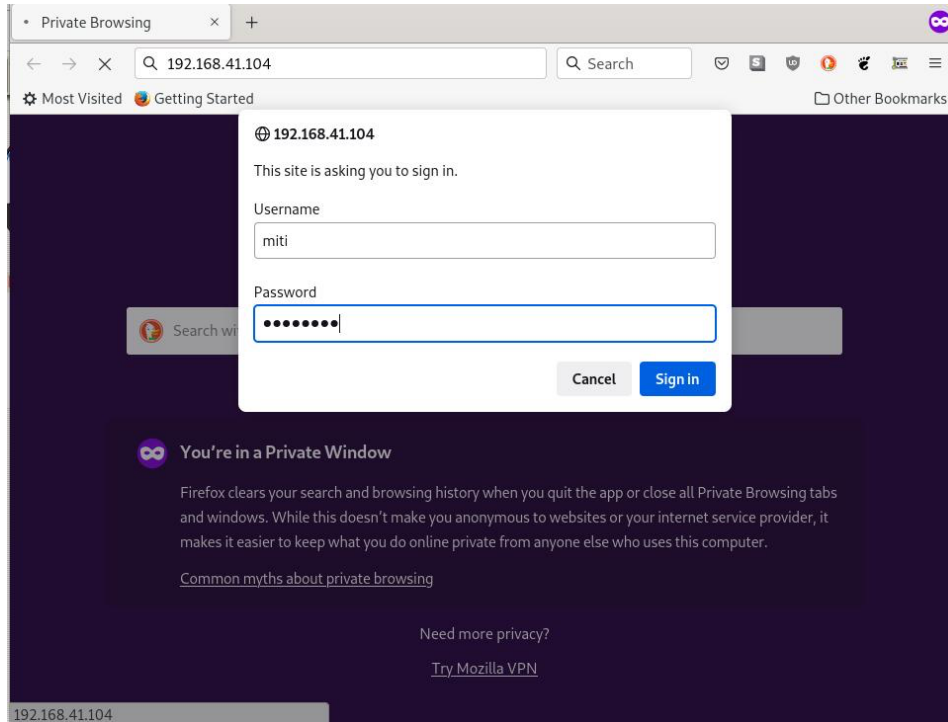 Private Browsing
192.168.41.104
Search
Most Visited Getting Started Other Bookmarks
192.168.41.104
This site is asking you to sign in.
Username
miti
Password
••••••••
Search wi
Cancel Sign in
You're in a Private Window
Firefox clears your search and browsing history when you quit the app or close all Private Browsing tabs
and windows. While this doesn't make you anonymous to websites or your internet service provider, it
makes it easier to keep what you do online private from anyone else who uses this computer.
Common myths about private browsing
Need more privacy?
Try Mozilla VPN
192.168.41.104